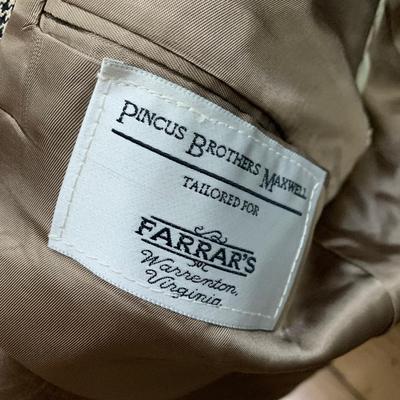 PINCUS BROTHERS MAXWELL
TAILORED FOR
FARRAR'S
Warrenton,
Virginia